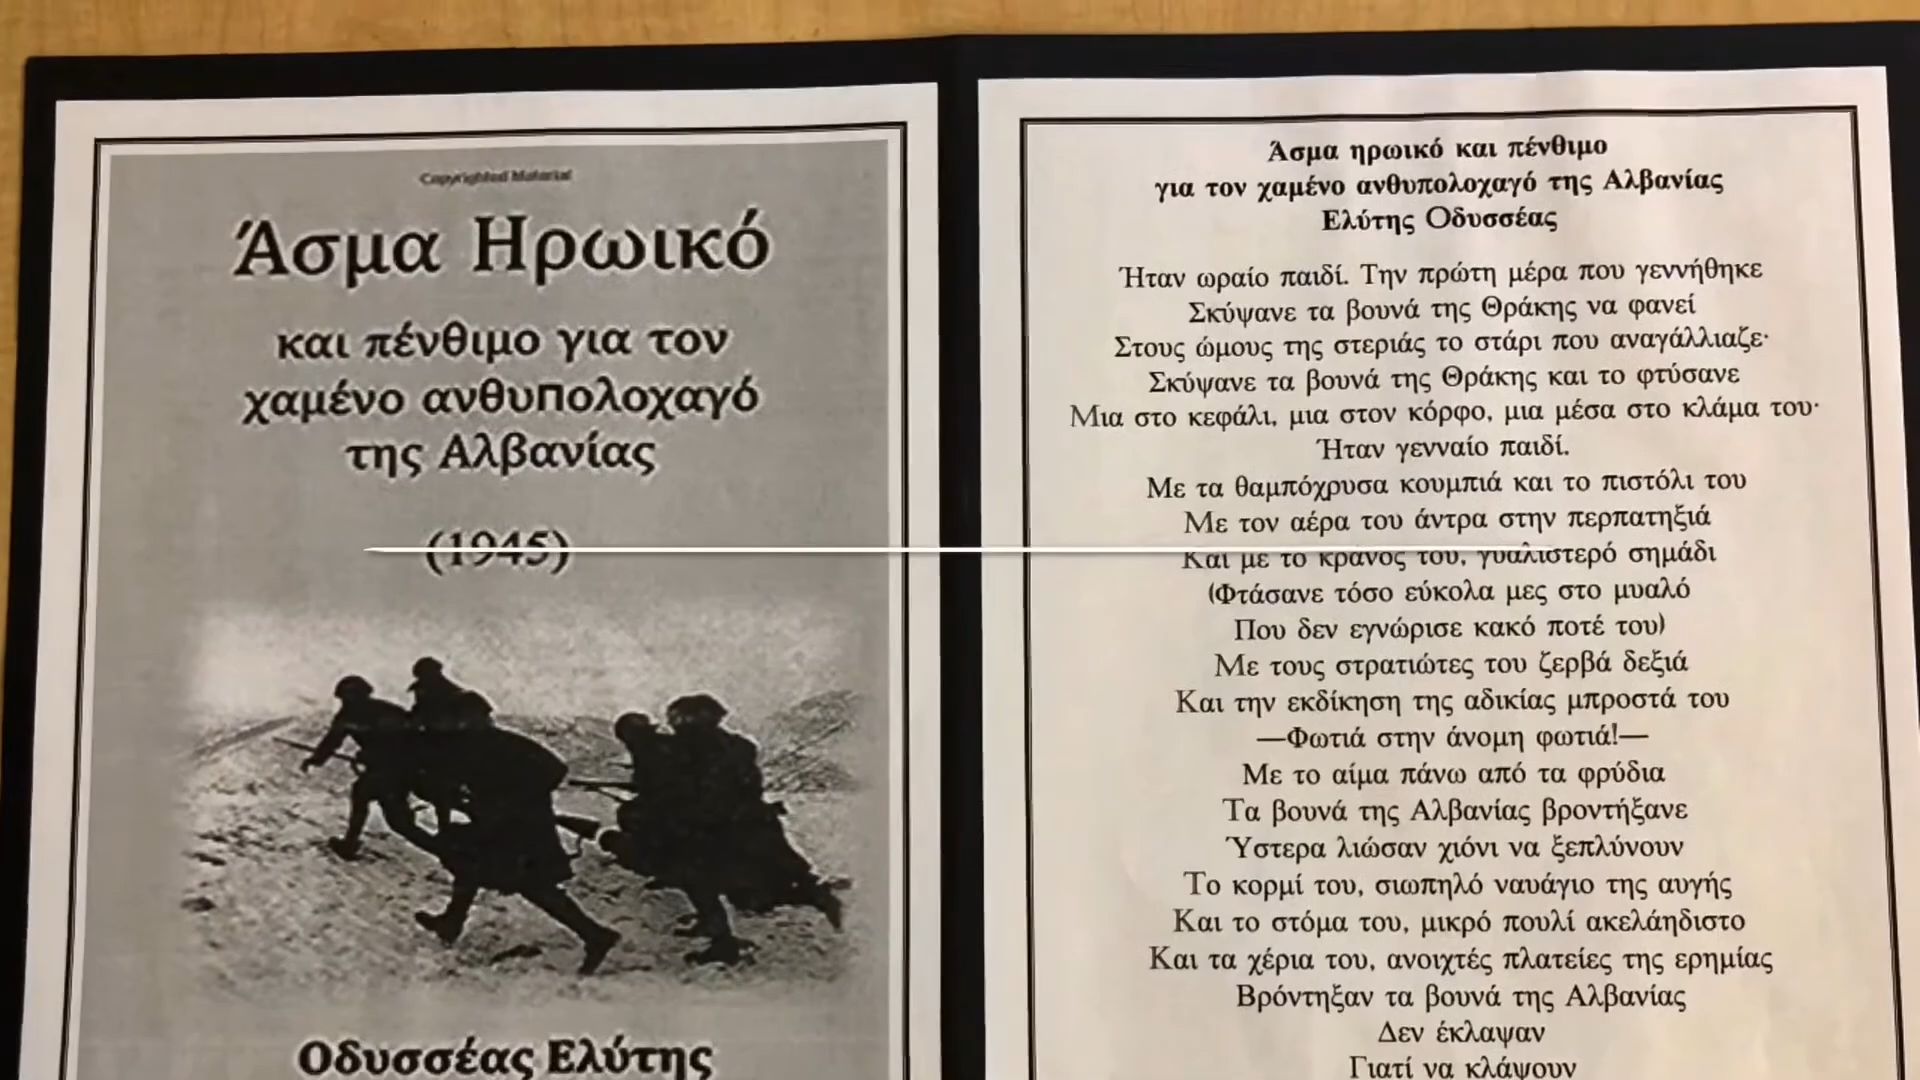 Copyrighted Material
Άσμα Ηρωικό
και πένθιμο για τον
χαμένο ανθυπολοχαγό
της Αλβανίας
(1945)
Οδυσσέας Ελύτης
Άσμα ηρωικό και πένθιμο
για τον χαμένο ανθυπολοχαγό της Αλβανίας
Ελύτης Οδυσσέας
Ήταν ωραίο παιδί. Την πρώτη μέρα που γεννήθηκε
Σκύψανε τα βουνά της Θράκης να φανεί
Στους ώμους της στεριάς το στάρι που αναγάλλιαζε·
Σκύψανε τα βουνά της Θράκης και το φτύσανε
Μια στο κεφάλι, μια στον κόρφο, μια μέσα στο κλάμα του·
Ήταν γενναίο παιδί.
Με τα θαμπόχρυσα κουμπιά και το πιστόλι του
Με τον αέρα του άντρα στην περπατηξιά
Και με το κράνος του, γυαλιστερό σημάδι
(Φτάσανε τόσο εύκολα μες στο μυαλό
Που δεν εγνώρισε κακό ποτέ του)
Με τους στρατιώτες του ζερβά δεξιά
Και την εκδίκηση της αδικίας μπροστά του
—Φωτιά στην άνομη φωτιά!—
Με το αίμα πάνω από τα φρύδια
Τα βουνά της Αλβανίας βροντήξανε
Ύστερα λιώσαν χιόνι να ξεπλύνουν
Το κορμί του, σιωπηλό ναυάγιο της αυγής
Και το στόμα του, μικρό πουλί ακελάηδιστο
Και τα χέρια του, ανοιχτές πλατείες της ερημίας
Βρόντηξαν τα βουνά της Αλβανίας
Δεν έκλαψαν
Γιατί να κλάψουν